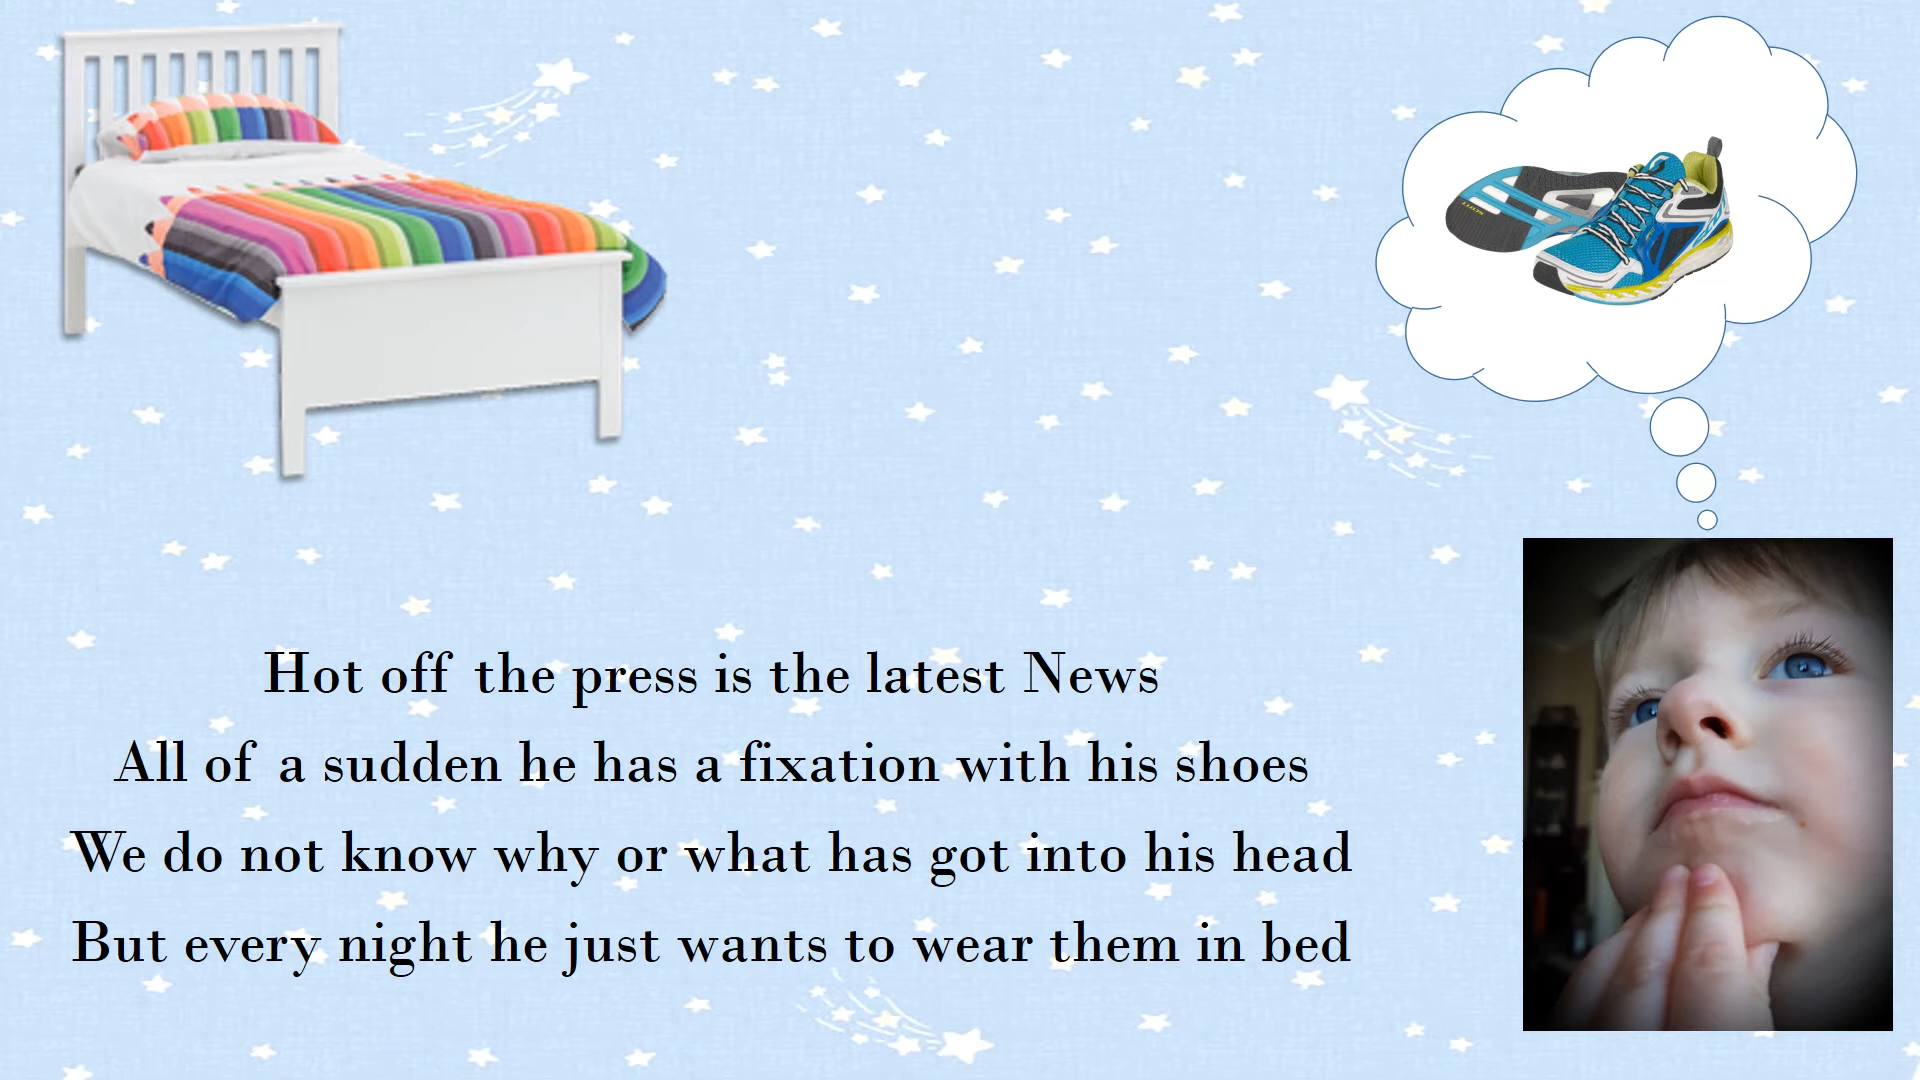 Hot off the press is the latest News
All of a sudden he has a fixation with his shoes
We do not know why or what has got into his head
But every night he just wants to wear them in bed